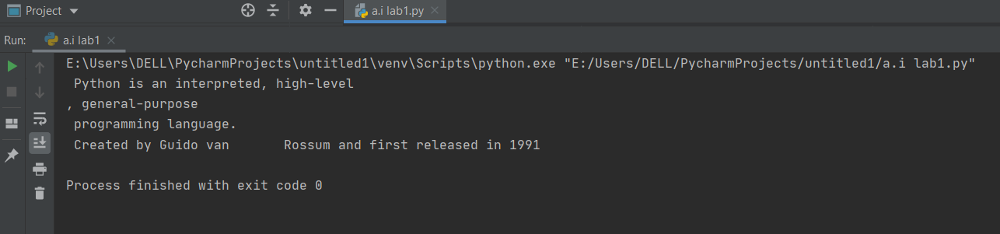 Project
a.i lab1.py
Run: a.i lab1
E:\Users\DELL\PycharmProjects\untitled1\venv\Scripts\python.exe "E:/Users/DELL/PycharmProjects/untitled1/a.i lab1.py"
 Python is an interpreted, high-level
, general-purpose
 programming language.
 Created by Guido van       Rossum and first released in 1991
Process finished with exit code 0